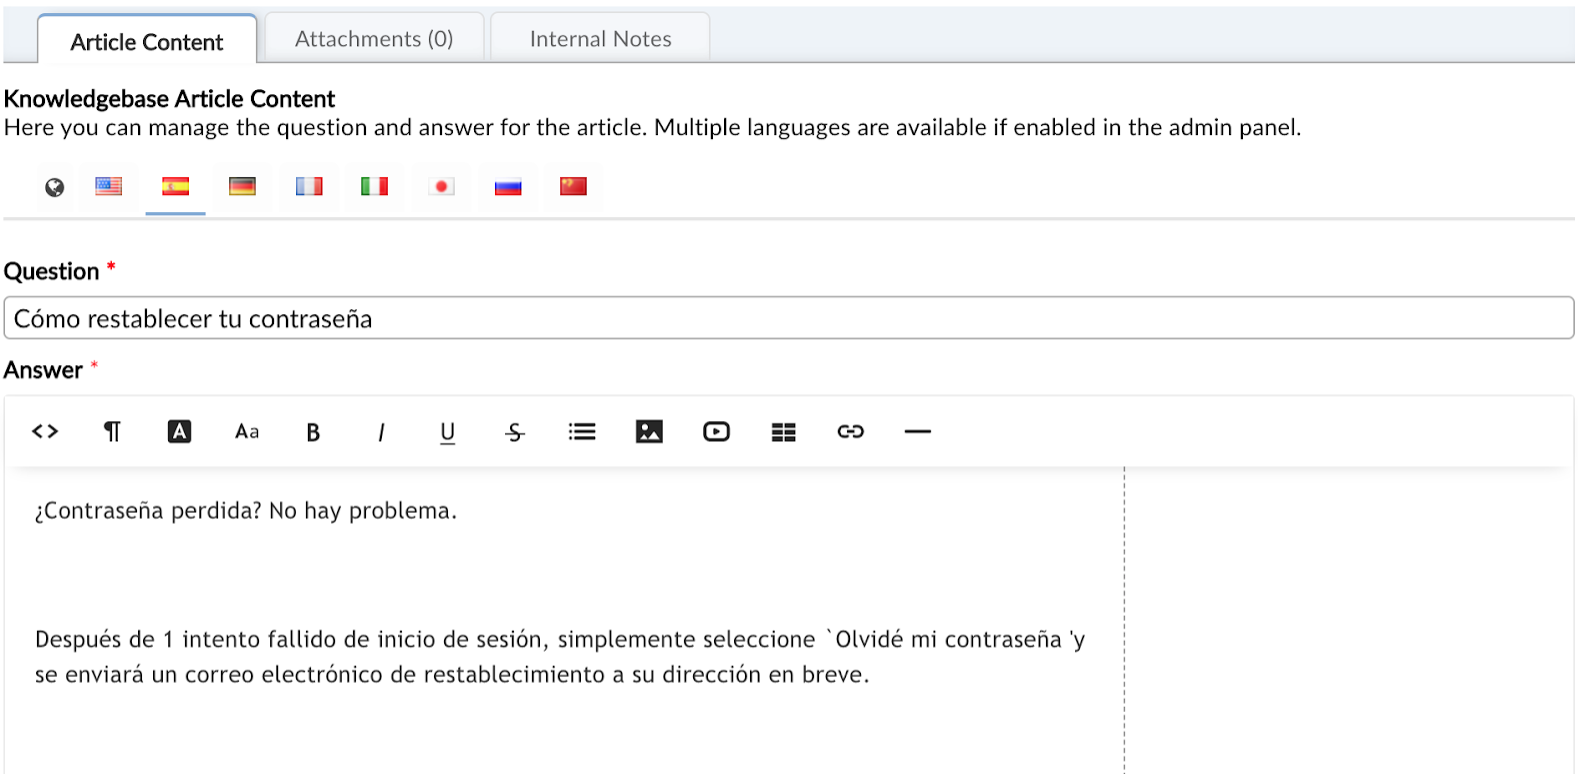 Article Content
Attachments (0)
Internal Notes
Knowledgebase Article Content
Here you can manage the question and answer for the article. Multiple languages are available if enabled in the admin panel.
Question *
Cómo restablecer tu contraseña
Answer *
A Aa B I U S
¿Contraseña perdida? No hay problema.
Después de 1 intento fallido de inicio de sesión, simplemente seleccione `Olvidé mi contraseña 'y
se enviará un correo electrónico de restablecimiento a su dirección en breve.